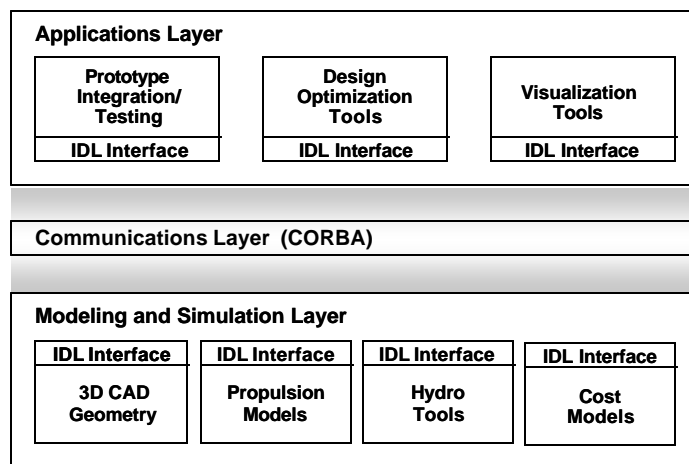 Applications Layer
Prototype
Integration/
Testing
IDL Interface
Design
Optimization
Tools
IDL Interface
Visualization
Tools
IDL Interface
Communications Layer (CORBA)
Modeling and Simulation Layer
IDL Interface
3D CAD
Geometry
IDL Interface
Propulsion
Models
IDL Interface
Hydro
Tools
IDL Interface
Cost
Models